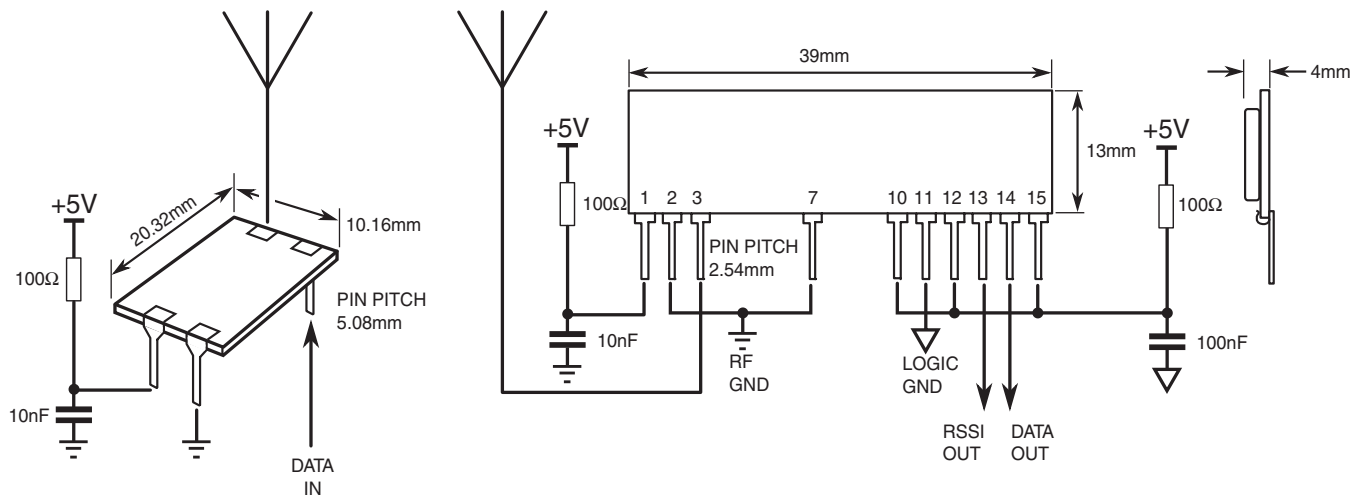 +5V
100Ω
20.32mm
10.16mm
PIN PITCH
5.08mm
10nF
DATA
IN
39mm
13mm
4mm
+5V
100Ω
1 2 3 7 10 11 12 13 14 15
PIN PITCH
2.54mm
10nF
RF
GND
LOGIC
GND
RSSI
OUT
DATA
OUT
+5V
100Ω
100nF